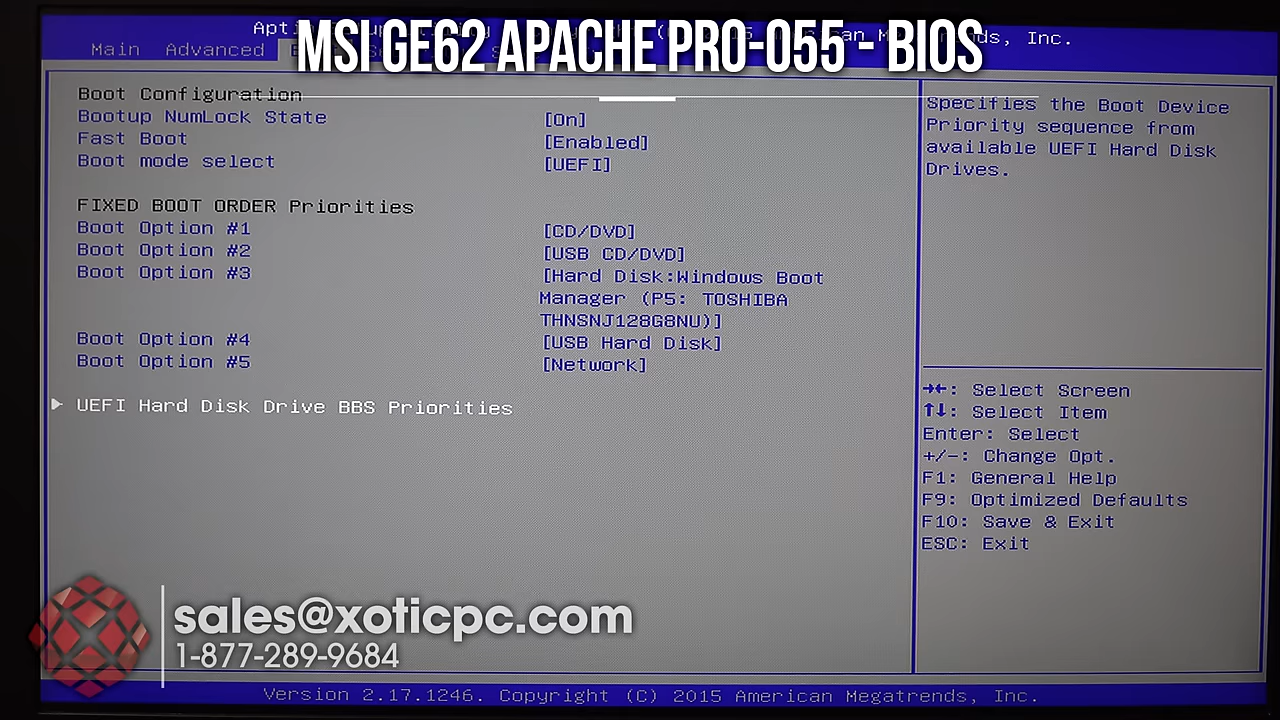 MSI GE62 APACHE PRO-055 - BIOS
Main Advanced
Boot Configuration
Bootup NumLock State [On]
Fast Boot [Enabled]
Boot mode select [UEFI]
FIXED BOOT ORDER Priorities
Boot Option #1 [CD/DVD]
Boot Option #2 [USB CD/DVD]
Boot Option #3 [Hard Disk:Windows Boot
Manager (P5: TOSHIBA
THNSNJ128G8NU)]
Boot Option #4 [USB Hard Disk]
Boot Option #5 [Network]
UEFI Hard Disk Drive BBS Priorities
Specifies the Boot Device
Priority sequence from
available UEFI Hard Disk
Drives.
→←: Select Screen
↑↓: Select Item
Enter: Select
+/-: Change Opt.
F1: General Help
F9: Optimized Defaults
F10: Save & Exit
ESC: Exit
sales@xoticpc.com
1-877-289-9684
Version 2.17.1246. Copyright (C) 2015 American Megatrends, Inc.